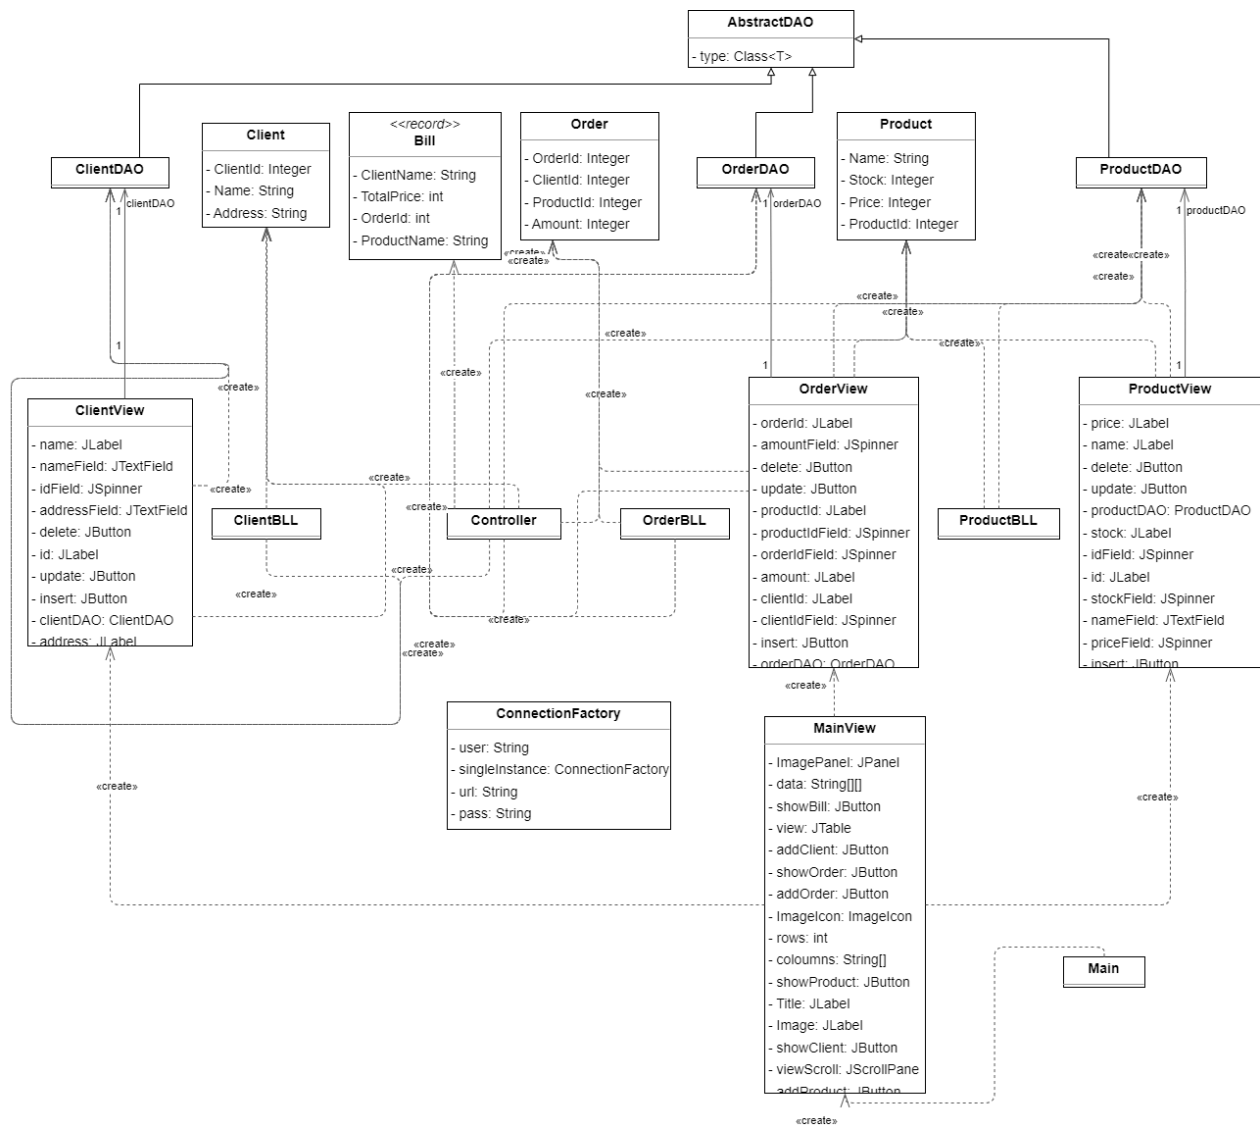 AbstractDAO
- type: Class<T>
ClientDAO
1
clientDAO
1
Client
- ClientId: Integer
- Name: String
- Address: String
<<record>>
Bill
- ClientName: String
- TotalPrice: int
- OrderId: int
- ProductName: String
Order
- OrderId: Integer
- ClientId: Integer
- ProductId: Integer
- Amount: Integer
OrderDAO
1 orderDAO
1
Product
- Name: String
- Stock: Integer
- Price: Integer
- ProductId: Integer
ProductDAO
1 productDAO
1
«create»
«create»
«create«create»
«create»
«create»
«create»
«create»
«create»
«create»
«create»
«create»
ClientView
- name: JLabel
- nameField: JTextField
- idField: JSpinner
- addressField: JTextField
- delete: JButton
- id: JLabel
- update: JButton
- insert: JButton
- clientDAO: ClientDAO
- address: JLabel
«create»
«create»
«create»
ClientBLL
Controller
OrderBLL
OrderView
- orderId: JLabel
- amountField: JSpinner
- delete: JButton
- update: JButton
- productId: JLabel
- productIdField: JSpinner
- orderIdField: JSpinner
- amount: JLabel
- clientId: JLabel
- clientIdField: JSpinner
- insert: JButton
- orderDAO: OrderDAO
ProductBLL
ProductView
- price: JLabel
- name: JLabel
- delete: JButton
- update: JButton
- productDAO: ProductDAO
- stock: JLabel
- idField: JSpinner
- id: JLabel
- stockField: JSpinner
- nameField: JTextField
- priceField: JSpinner
- insert: JButton
«create»
«create»
«create»
«create»
«create»
«create»
ConnectionFactory
- user: String
- singleInstance: ConnectionFactory
- url: String
- pass: String
«create»
«create»
MainView
- ImagePanel: JPanel
- data: String[][]
- showBill: JButton
- view: JTable
- addClient: JButton
- showOrder: JButton
- addOrder: JButton
- ImageIcon: ImageIcon
- rows: int
- coloumns: String[]
- showProduct: JButton
- Title: JLabel
- Image: JLabel
- showClient: JButton
- viewScroll: JScrollPane
- addProduct: JButton
Main
«create»